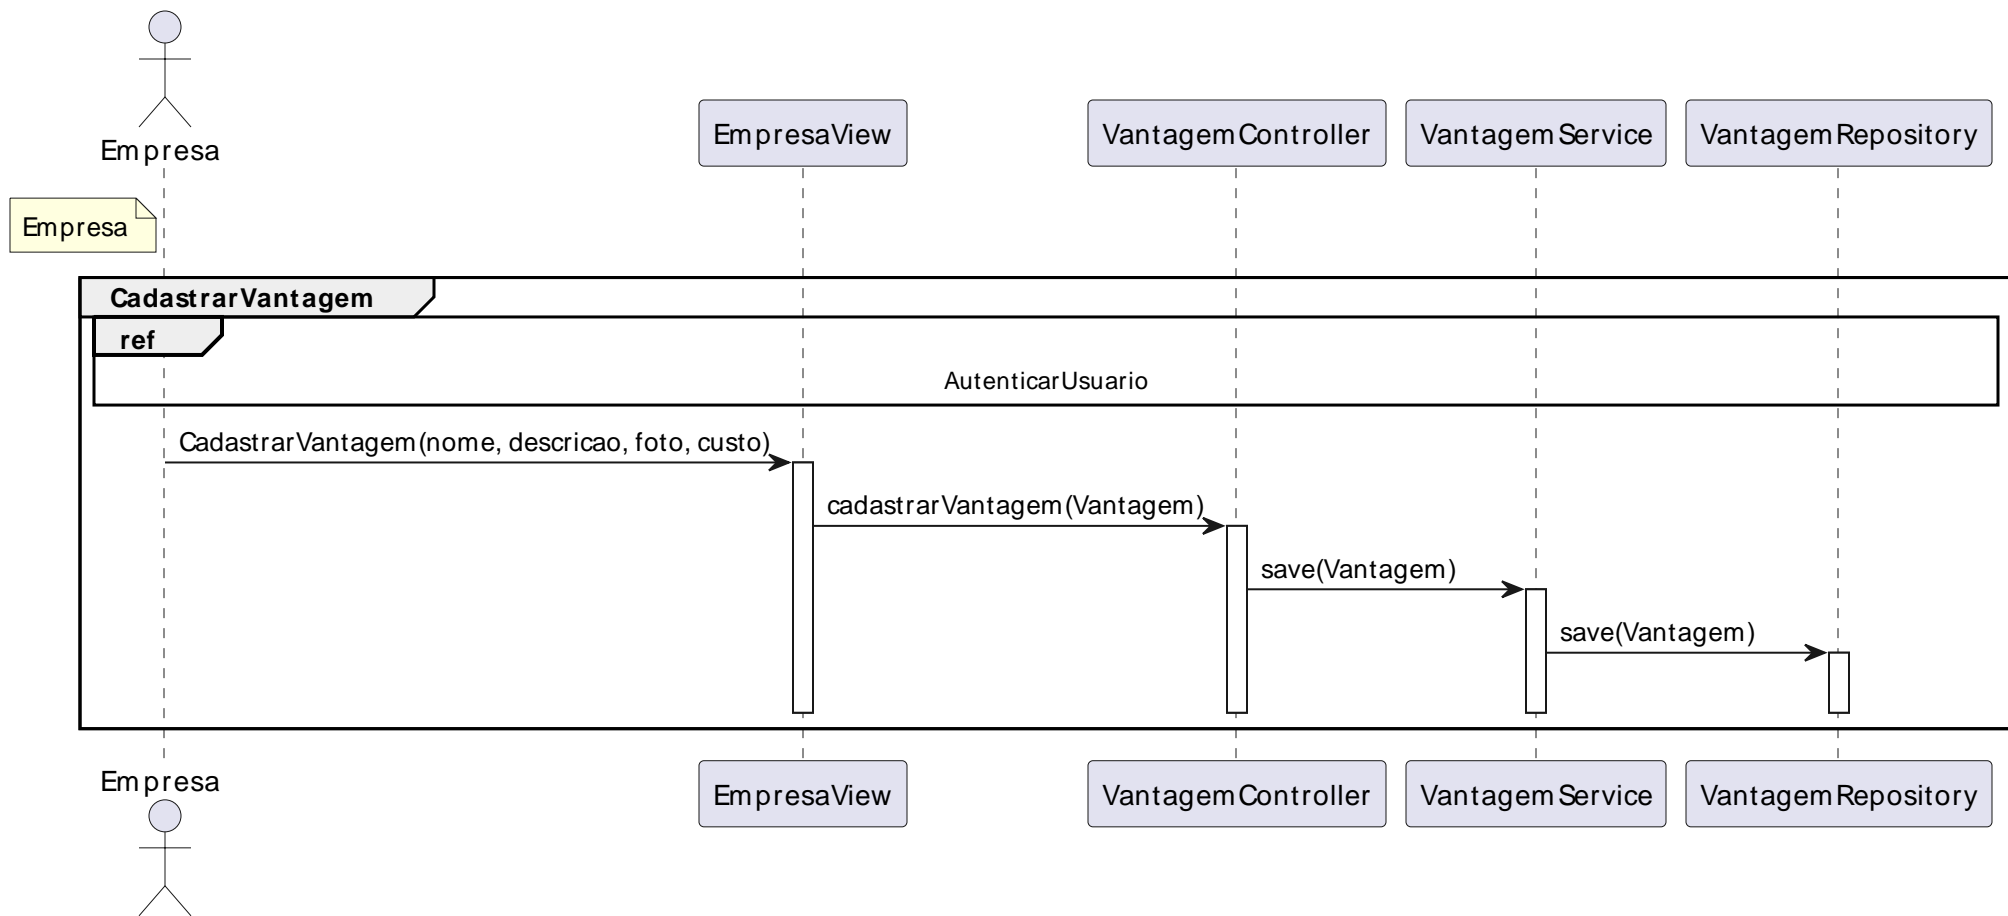 Empresa
EmpresaView
VantagemController
VantagemService
VantagemRepository
Empresa
CadastrarVantagem
ref
AutenticarUsuario
CadastrarVantagem(nome, descricao, foto, custo)
cadastrarVantagem(Vantagem)
save(Vantagem)
save(Vantagem)
Empresa
EmpresaView
VantagemController
VantagemService
VantagemRepository